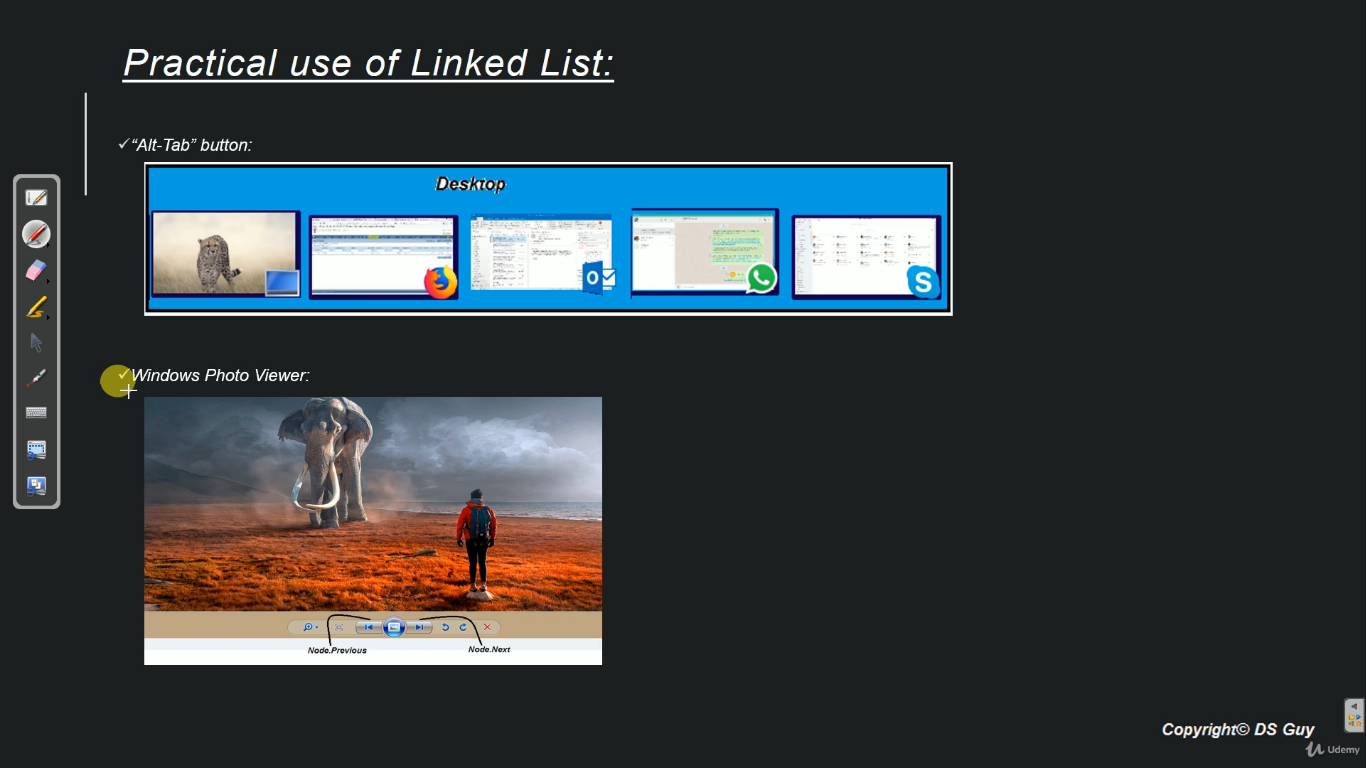 Practical use of Linked List:
✓“Alt-Tab” button:
Desktop
✓Windows Photo Viewer:
Node.Previous
Node.Next
Copyright© DS Guy
Udemy